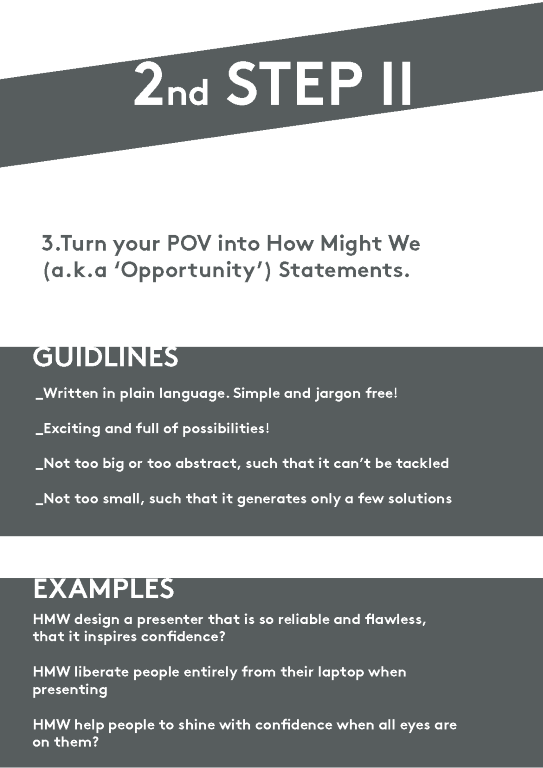 2nd STEP II
3.Turn your POV into How Might We
(a.k.a ‘Opportunity’) Statements.
GUIDLINES
_Written in plain language. Simple and jargon free!
_Exciting and full of possibilities!
_Not too big or too abstract, such that it can’t be tackled
_Not too small, such that it generates only a few solutions
EXAMPLES
HMW design a presenter that is so reliable and flawless,
that it inspires confidence?
HMW liberate people entirely from their laptop when
presenting
HMW help people to shine with confidence when all eyes are
on them?